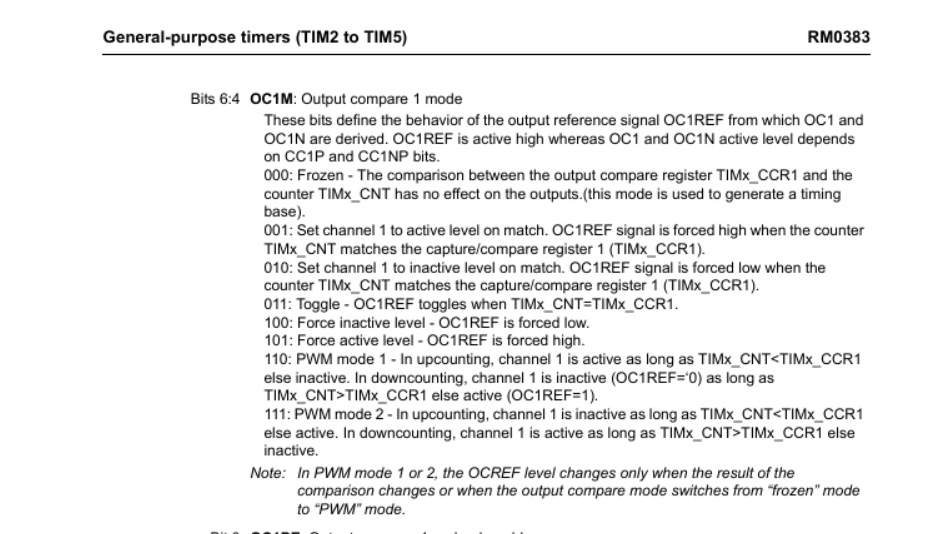 General-purpose timers (TIM2 to TIM5) RM0383
Bits 6:4 OC1M: Output compare 1 mode
These bits define the behavior of the output reference signal OC1REF from which OC1 and
OC1N are derived. OC1REF is active high whereas OC1 and OC1N active level depends
on CC1P and CC1NP bits.
000: Frozen - The comparison between the output compare register TIMx_CCR1 and the
counter TIMx_CNT has no effect on the outputs.(this mode is used to generate a timing
base).
001: Set channel 1 to active level on match. OC1REF signal is forced high when the counter
TIMx_CNT matches the capture/compare register 1 (TIMx_CCR1).
010: Set channel 1 to inactive level on match. OC1REF signal is forced low when the
counter TIMx_CNT matches the capture/compare register 1 (TIMx_CCR1).
011: Toggle - OC1REF toggles when TIMx_CNT=TIMx_CCR1.
100: Force inactive level - OC1REF is forced low.
101: Force active level - OC1REF is forced high.
110: PWM mode 1 - In upcounting, channel 1 is active as long as TIMx_CNT<TIMx_CCR1
else inactive. In downcounting, channel 1 is inactive (OC1REF=‘0) as long as
TIMx_CNT>TIMx_CCR1 else active (OC1REF=1).
111: PWM mode 2 - In upcounting, channel 1 is inactive as long as TIMx_CNT<TIMx_CCR1
else active. In downcounting, channel 1 is active as long as TIMx_CNT>TIMx_CCR1 else
inactive.
Note: In PWM mode 1 or 2, the OCREF level changes only when the result of the
comparison changes or when the output compare mode switches from “frozen” mode
to “PWM” mode.